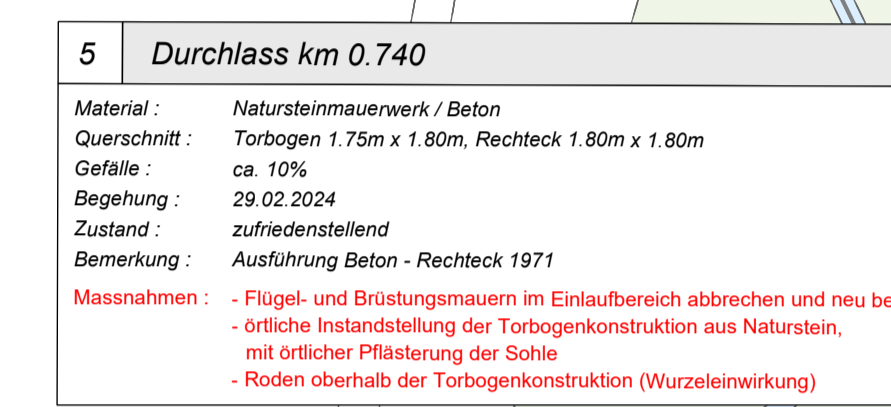 5 Durchlass km 0.740
Material : Natursteinmauerwerk / Beton
Querschnitt : Torbogen 1.75m x 1.80m, Rechteck 1.80m x 1.80m
Gefälle : ca. 10%
Begehung : 29.02.2024
Zustand : zufriedenstellend
Bemerkung : Ausführung Beton - Rechteck 1971
Massnahmen : - Flügel- und Brüstungsmauern im Einlaufbereich abbrechen und neu
- örtliche Instandstellung der Torbogenkonstruktion aus Naturstein,
mit örtlicher Pflästerung der Sohle
- Roden oberhalb der Torbogenkonstruktion (Wurzeleinwirkung)